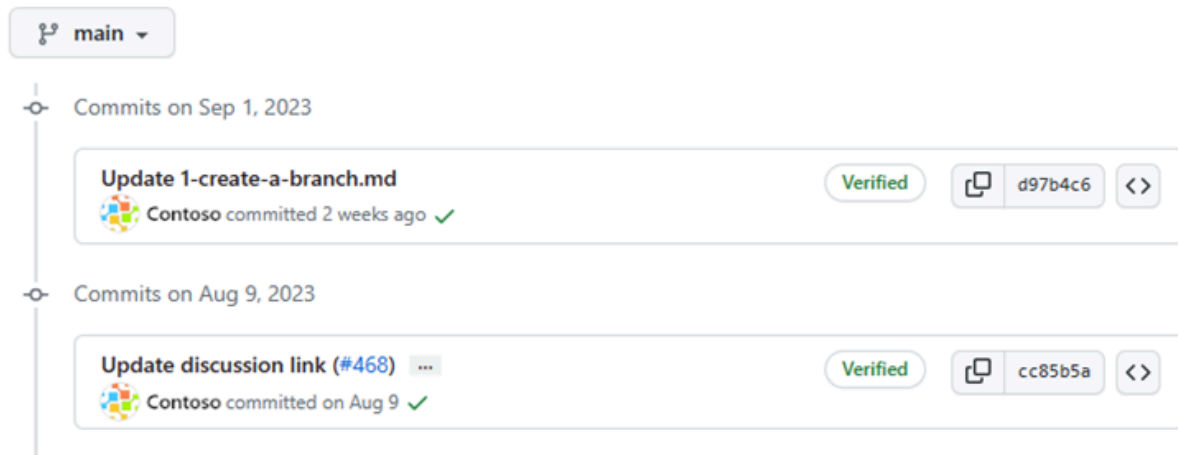 main
Commits on Sep 1, 2023
Update 1-create-a-branch.md
Verified
d97b4c6
Contoso committed 2 weeks ago
Commits on Aug 9, 2023
Update discussion link (#468) ...
Verified
cc85b5a
Contoso committed on Aug 9